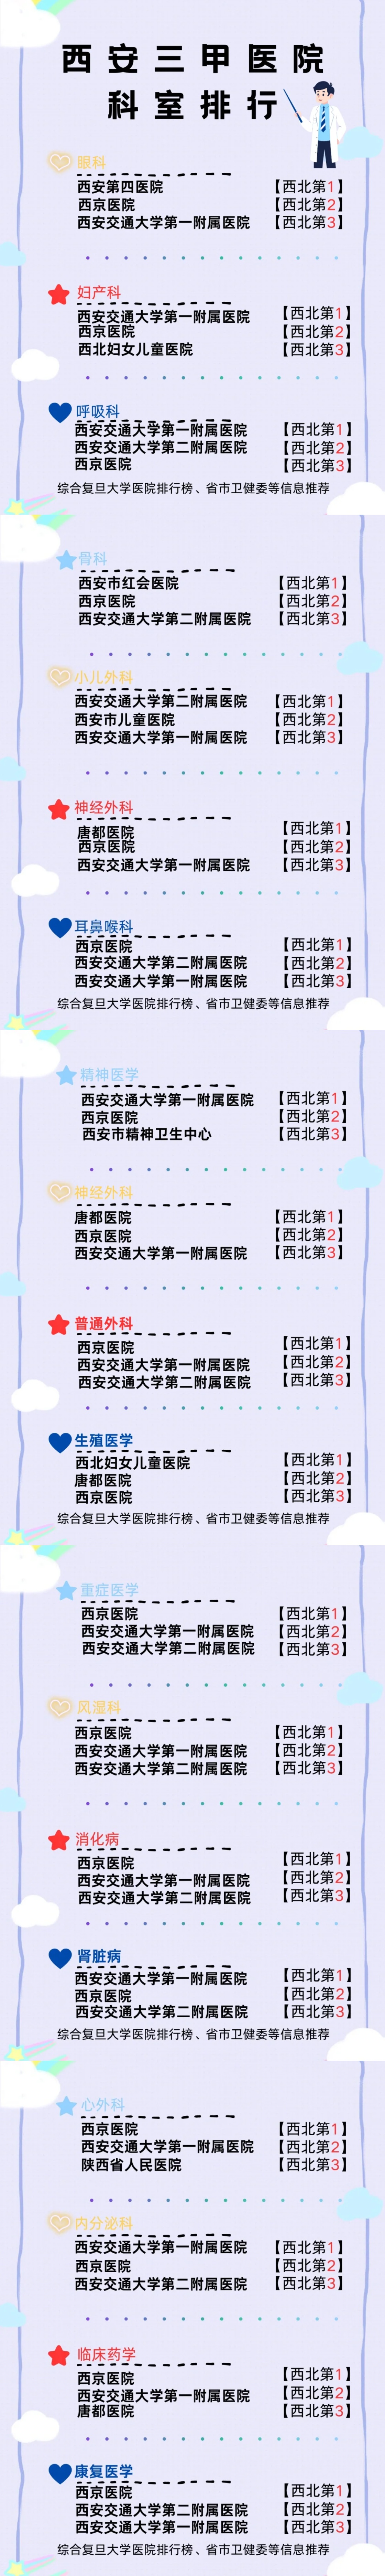 西安三甲医院
科室排行
眼科
西安第四医院 【西北第1】
西京医院 【西北第2】
西安交通大学第一附属医院 【西北第3】
妇产科
西安交通大学第一附属医院 【西北第1】
西京医院 【西北第2】
西北妇女儿童医院 【西北第3】
呼吸科
西安交通大学第一附属医院 【西北第1】
西安交通大学第二附属医院 【西北第2】
西京医院 【西北第3】
综合复旦大学医院排行榜、省市卫健委等信息推荐
骨科
西安市红会医院 【西北第1】
西京医院 【西北第2】
西安交通大学第二附属医院 【西北第3】
小儿外科
西安交通大学第二附属医院 【西北第1】
西安市儿童医院 【西北第2】
西安交通大学第一附属医院 【西北第3】
神经外科
唐都医院 【西北第1】
西京医院 【西北第2】
西安交通大学第一附属医院 【西北第3】
耳鼻喉科
西京医院 【西北第1】
西安交通大学第二附属医院 【西北第2】
西安交通大学第一附属医院 【西北第3】
综合复旦大学医院排行榜、省市卫健委等信息推荐
精神医学
西安交通大学第一附属医院 【西北第1】
西京医院 【西北第2】
西安市精神卫生中心 【西北第3】
神经外科
唐都医院 【西北第1】
西京医院 【西北第2】
西安交通大学第一附属医院 【西北第3】
普通外科
西京医院 【西北第1】
西安交通大学第一附属医院 【西北第2】
西安交通大学第二附属医院 【西北第3】
生殖医学
西北妇女儿童医院 【西北第1】
唐都医院 【西北第2】
西京医院 【西北第3】
综合复旦大学医院排行榜、省市卫健委等信息推荐
重症医学
西京医院 【西北第1】
西安交通大学第一附属医院 【西北第2】
西安交通大学第二附属医院 【西北第3】
风湿科
西京医院 【西北第1】
西安交通大学第一附属医院 【西北第2】
西安交通大学第二附属医院 【西北第3】
消化病
西京医院 【西北第1】
西安交通大学第一附属医院 【西北第2】
西安交通大学第二附属医院 【西北第3】
肾脏病
西安交通大学第一附属医院 【西北第1】
西京医院 【西北第2】
西安交通大学第二附属医院 【西北第3】
综合复旦大学医院排行榜、省市卫健委等信息推荐
心外科
西京医院 【西北第1】
西安交通大学第一附属医院 【西北第2】
陕西省人民医院 【西北第3】
内分泌科
西安交通大学第一附属医院 【西北第1】
西京医院 【西北第2】
西安交通大学第二附属医院 【西北第3】
临床药学
西京医院 【西北第1】
西安交通大学第一附属医院 【西北第2】
唐都医院 【西北第3】
康复医学
西京医院 【西北第1】
西安交通大学第二附属医院 【西北第2】
西安交通大学第一附属医院 【西北第3】
综合复旦大学医院排行榜、省市卫健委等信息推荐